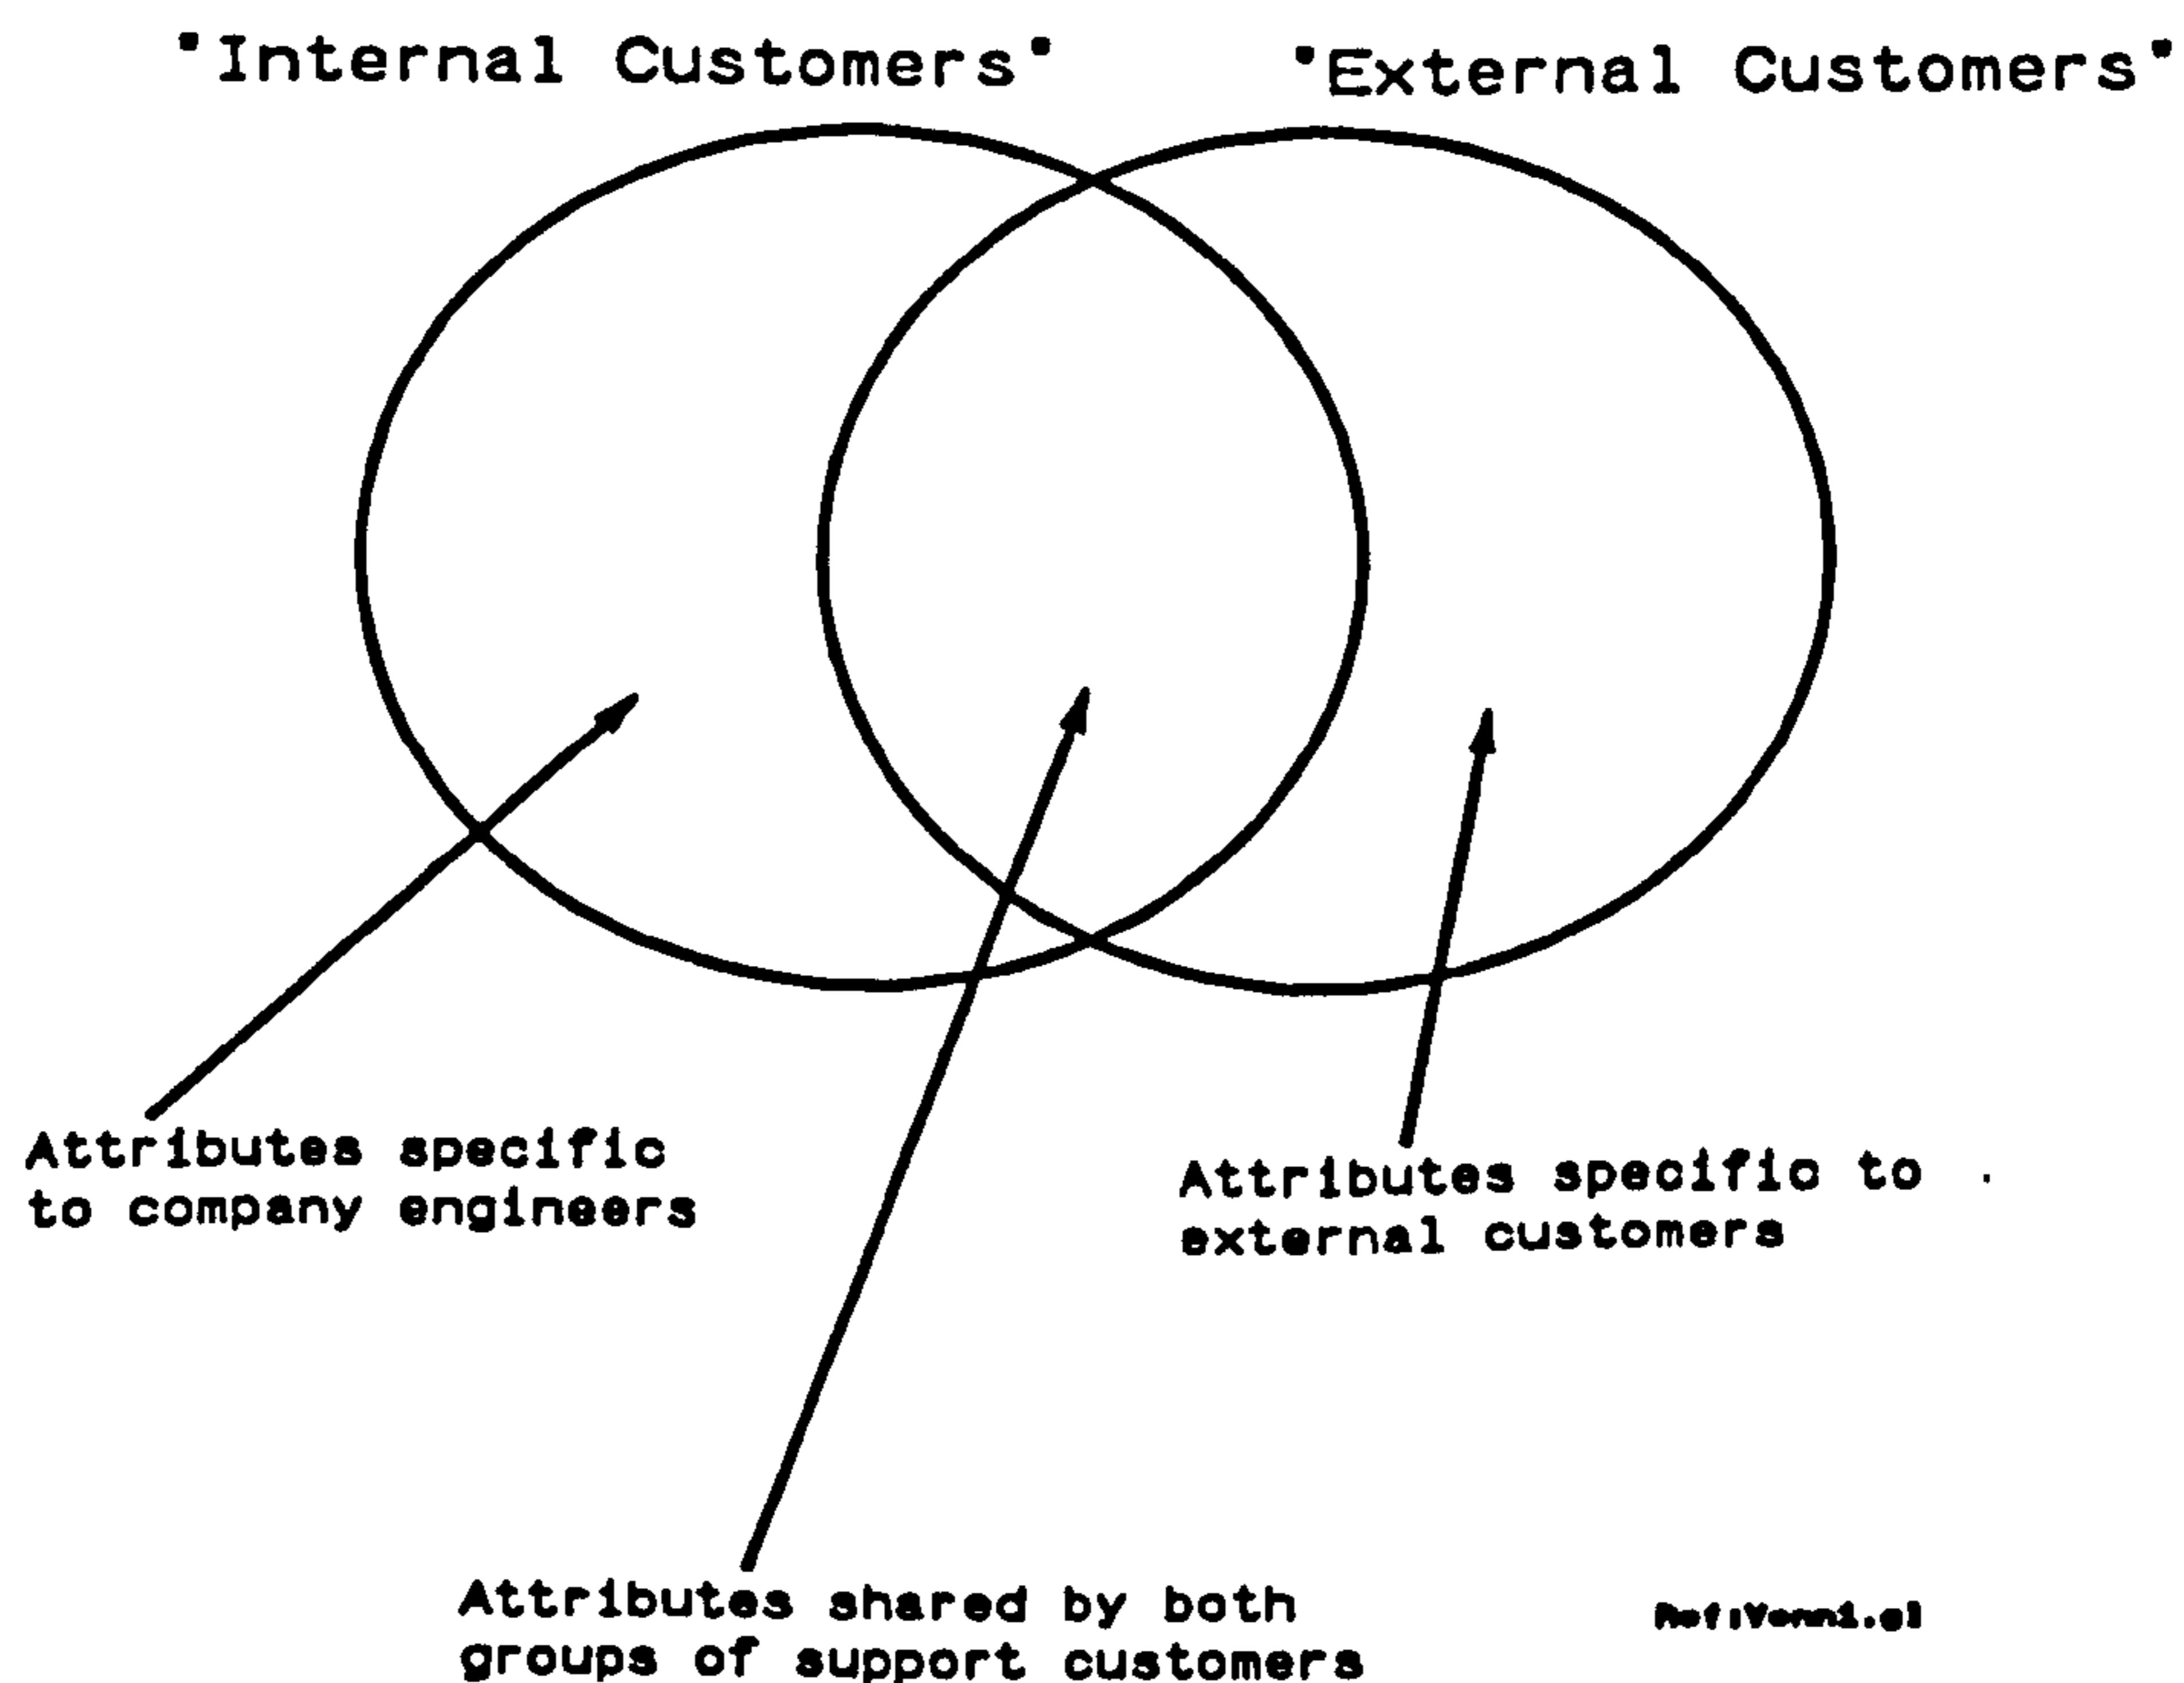 "Internal Customers"
"External Customers"
Attributes specific
to company engineers
Attributes specific to
external customers
Attributes shared by both
groups of support customers